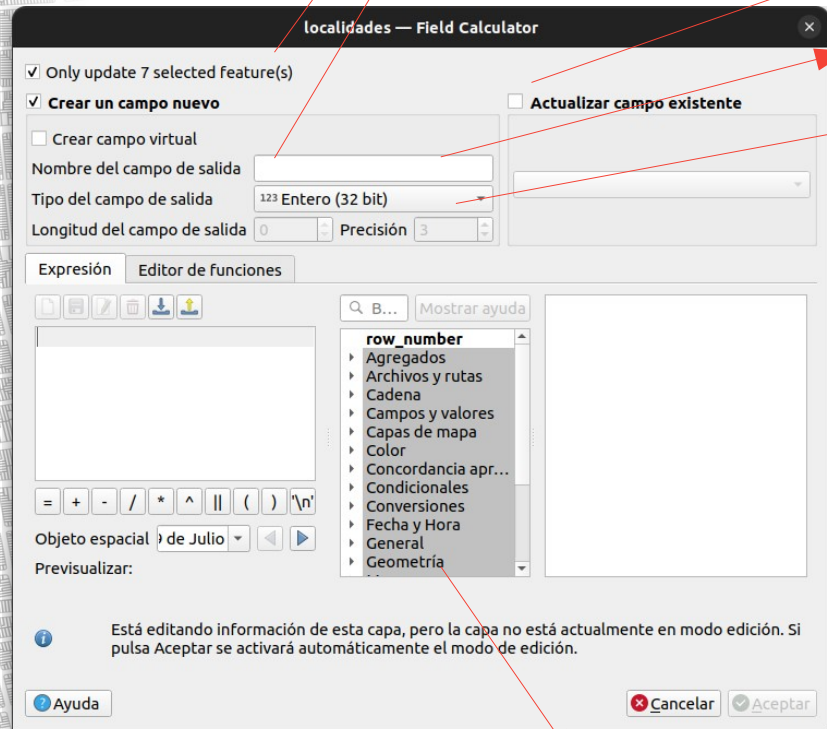 localidades — Field Calculator
Only update 7 selected feature(s)
Crear un campo nuevo
Actualizar campo existente
Crear campo virtual
Nombre del campo de salida
Tipo del campo de salida 123 Entero (32 bit)
Longitud del campo de salida 0 Precisión 3
Expresión Editor de funciones
B... Mostrar ayuda
row_number
Agregados
Archivos y rutas
Cadena
Campos y valores
Capas de mapa
Color
Concordancia apr...
Condicionales
Conversiones
Fecha y Hora
General
Geometría
= + - / * ^ || ( ) '\n'
Objeto espacial 9 de Julio
Previsualizar:
Está editando información de esta capa, pero la capa no está actualmente en modo edición. Si
pulsa Aceptar se activará automáticamente el modo de edición.
Ayuda
Cancelar Aceptar